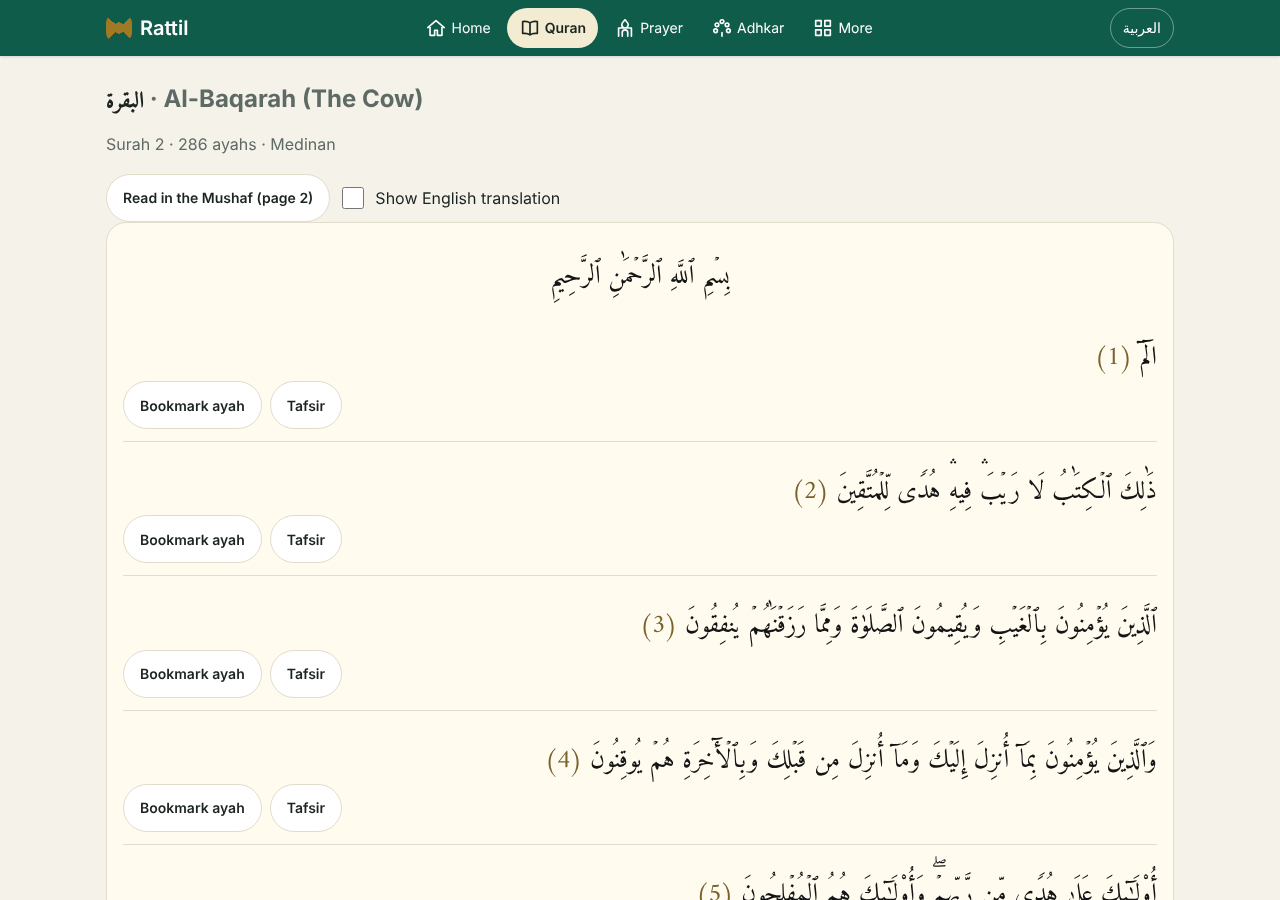 Rattil
Home
Quran
Prayer
Adhkar
More
العربية
البقرة · Al-Baqarah (The Cow)
Surah 2 · 286 ayahs · Medinan
Read in the Mushaf (page 2)
Show English translation
بِسۡمِ ٱللَّهِ ٱلرَّحۡمَٰنِ ٱلرَّحِيمِ
الٓمٓ (1)
Bookmark ayah
Tafsir
ذَٰلِكَ ٱلۡكِتَٰبُ لَا رَيۡبَۛ فِيهِۛ هُدٗى لِّلۡمُتَّقِينَ (2)
Bookmark ayah
Tafsir
ٱلَّذِينَ يُؤۡمِنُونَ بِٱلۡغَيۡبِ وَيُقِيمُونَ ٱلصَّلَوٰةَ وَمِمَّا رَزَقۡنَٰهُمۡ يُنفِقُونَ (3)
Bookmark ayah
Tafsir
وَٱلَّذِينَ يُؤۡمِنُونَ بِمَآ أُنزِلَ إِلَيۡكَ وَمَآ أُنزِلَ مِن قَبۡلِكَ وَبِٱلۡأٓخِرَةِ هُمۡ يُوقِنُونَ (4)
Bookmark ayah
Tafsir
أُوْلَٰٓئِكَ عَلَىٰ هُدٗى مِّن رَّبِّهِمۡۖ وَأُوْلَٰٓئِكَ هُمُ ٱلۡمُفۡلِحُونَ (5)